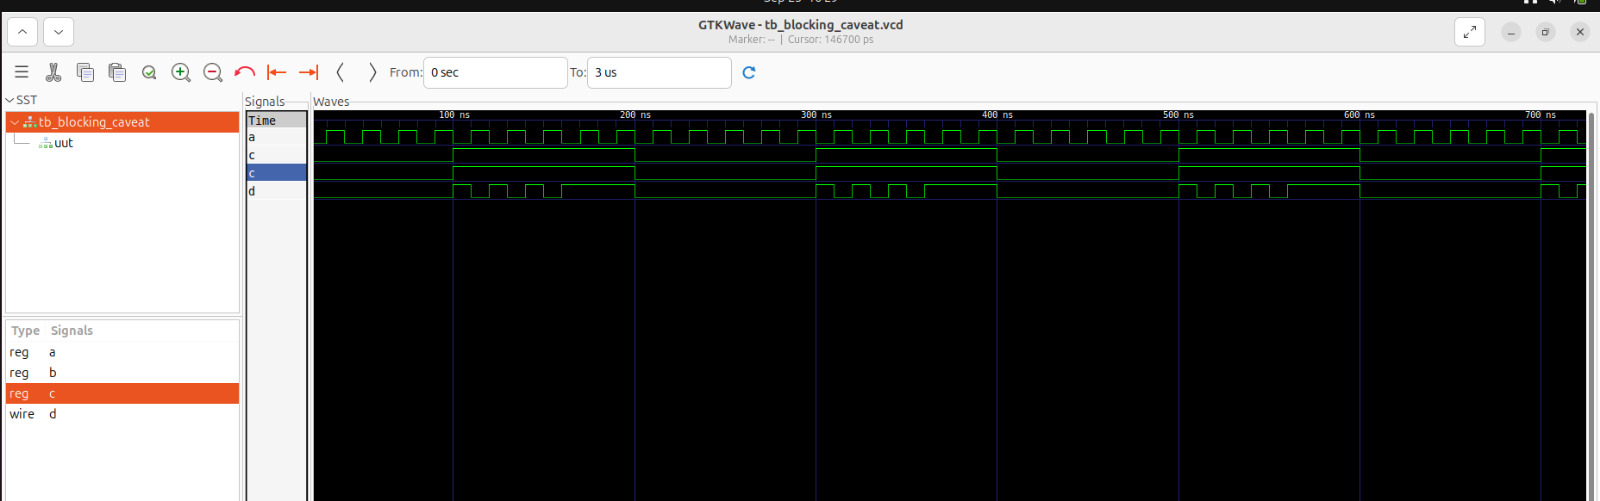 GTKWave - tb_blocking_caveat.vcd
Marker: -- | Cursor: 146700 ps
From: 0 sec To: 3 us
SST
tb_blocking_caveat
uut
Type Signals
reg a
reg b
reg c
wire d
Signals
Time
a
c
c
d
Waves
100 ns 200 ns 300 ns 400 ns 500 ns 600 ns 700 ns